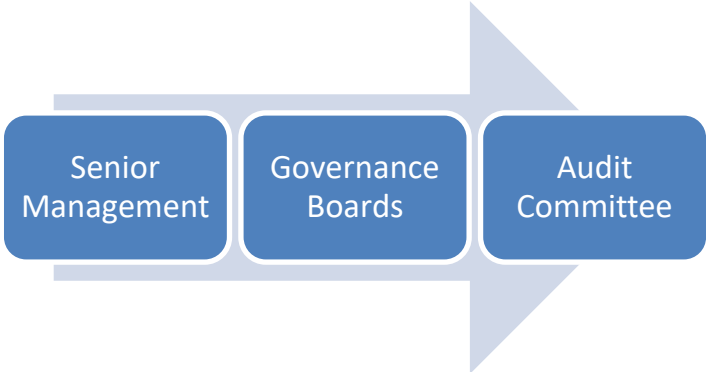 Senior
Management
Governance
Boards
Audit
Committee